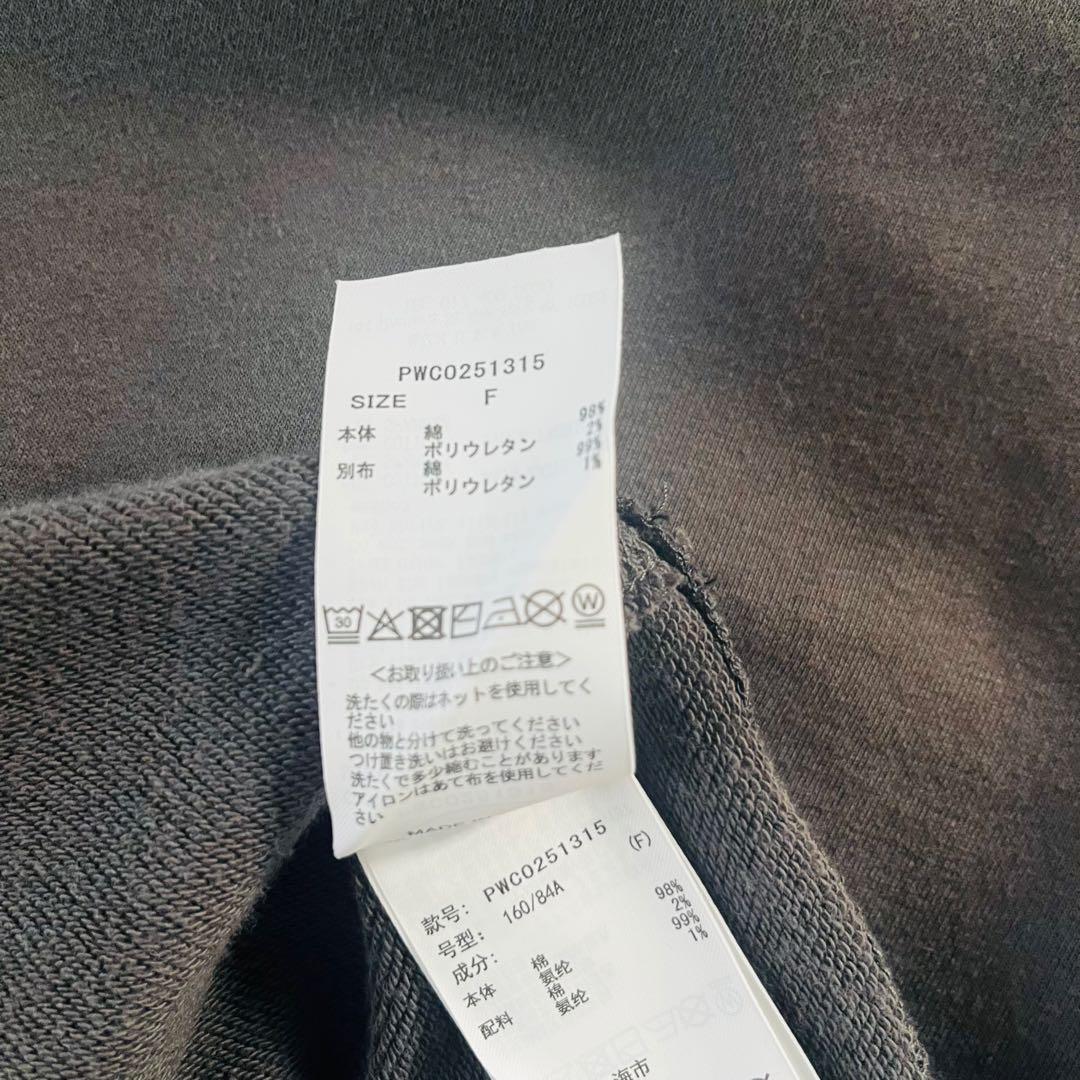 PWC0251315
SIZE F
本体 綿 98%
ポリウレタン 2%
別布 綿 99%
ポリウレタン 1%
30 W
<お取り扱い上のご注意>
洗たくの際はネットを使用してく
ださい
他の物と分けて洗ってください
つけ置き洗いはお避けください
洗たくで多少縮むことがあります
アイロンはあて布を使用してくだ
さい
MADE
款号: PWC0251315
号型: 160/84A (F)
成分:
本体 棉 98%
氨纶 2%
配料 棉 99%
氨纶 1%
海市